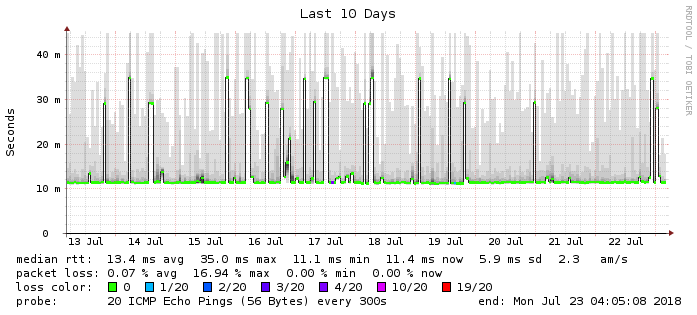 Last 10 Days
RRDTOOL / TOBI OETIKER
Seconds
40 m
30 m
20 m
10 m
0
13 Jul 14 Jul 15 Jul 16 Jul 17 Jul 18 Jul 19 Jul 20 Jul 21 Jul 22 Jul
median rtt: 13.4 ms avg 35.0 ms max 11.1 ms min 11.4 ms now 5.9 ms sd 2.3 am/s
packet loss: 0.07 % avg 16.94 % max 0.00 % min 0.00 % now
loss color: 0 1/20 2/20 3/20 4/20 10/20 19/20
probe: 20 ICMP Echo Pings (56 Bytes) every 300s end: Mon Jul 23 04:05:08 2018